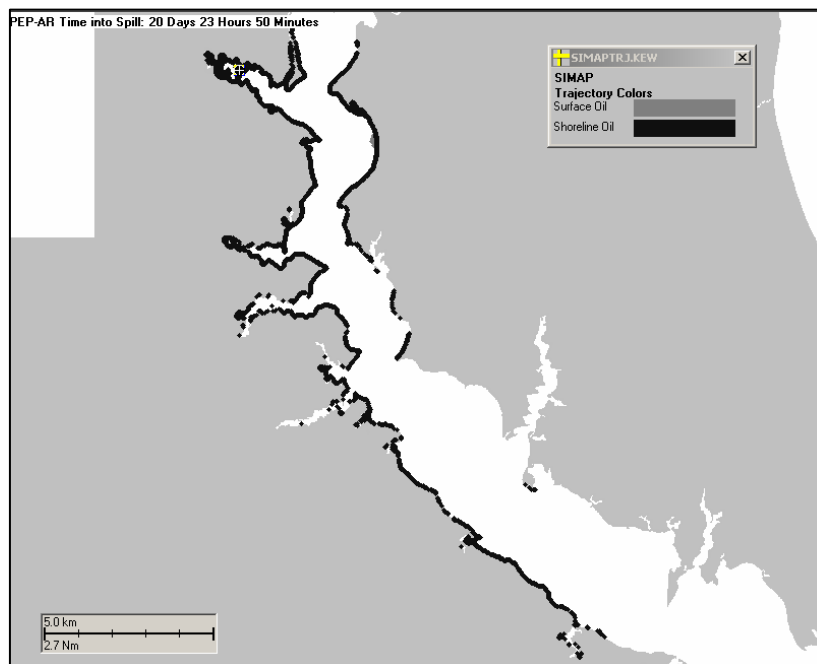 PEP-AR Time into Spill: 20 Days 23 Hours 50 Minutes
SIMAPTRJ.KEW
SIMAP
Trajectory Colors
Surface Oil
Shoreline Oil
5.0 km
2.7 Nm